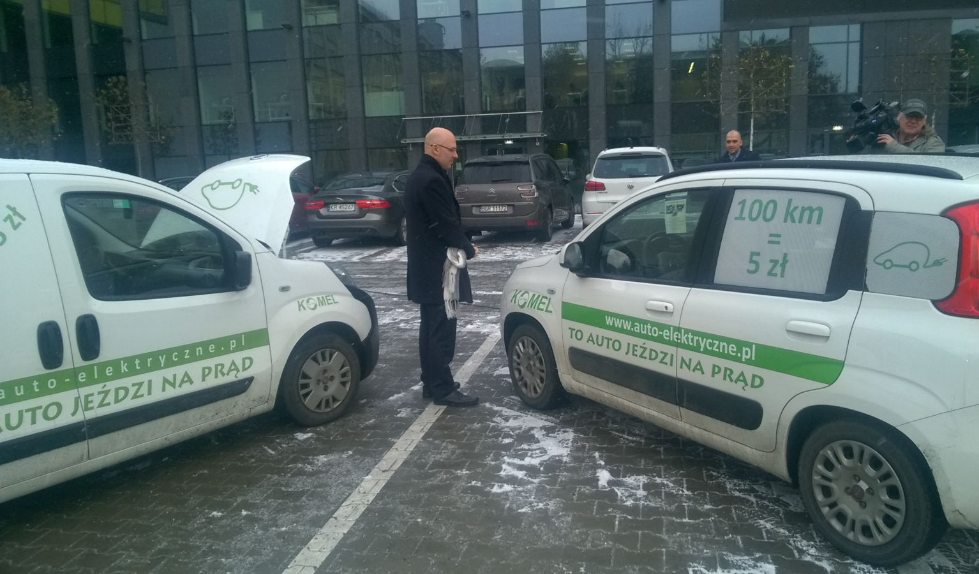 5 zł
auto-elektryczne.pl
AUTO JEŹDZI NA PRĄD
KOMEL
KOMEL
www.auto-elektryczne.pl
TO AUTO JEŹDZI NA PRĄD
100 km
=
5 zł